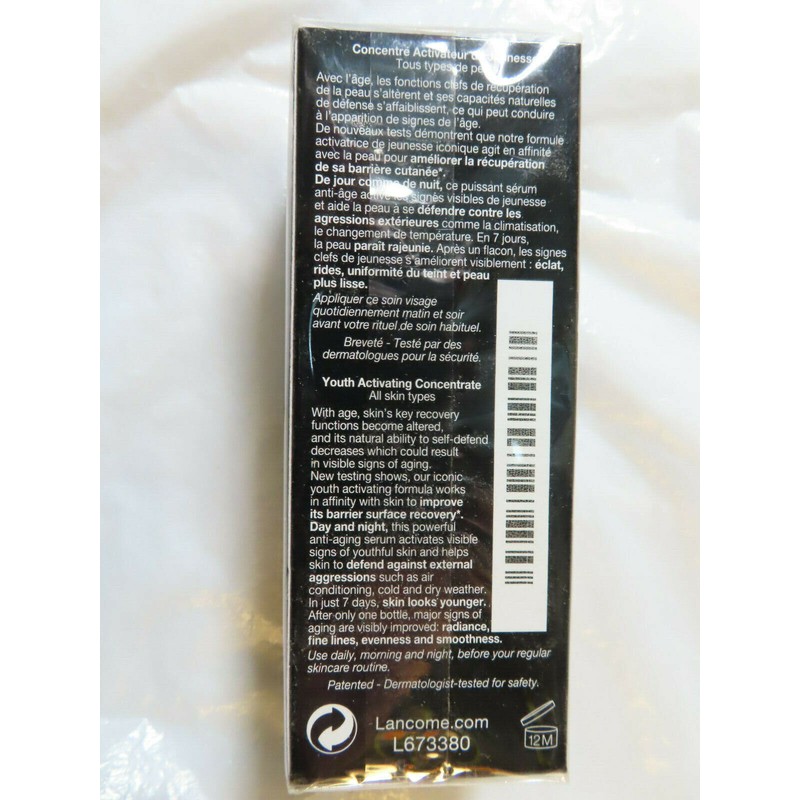 Concentré Activateur de Jeunesse
Tous types de peau
Avec l'âge, les fonctions clefs de récupération
de la peau s'altèrent et ses capacités naturelles
de défense s'affaiblissent, ce qui peut conduire
à l'apparition de signes de l'âge.
De nouveaux tests démontrent que notre formule
activatrice de jeunesse iconique agit en affinité
avec la peau pour améliorer la récupération
de sa barrière cutanée*.
De jour comme de nuit, ce puissant sérum
anti-âge active les signes visibles de jeunesse
et aide la peau à se défendre contre les
agressions extérieures comme la climatisation,
le changement de température. En 7 jours,
la peau paraît rajeunie. Après un flacon, les signes
clefs de jeunesse s'améliorent visiblement : éclat,
rides, uniformité du teint et peau
plus lisse.
Appliquer ce soin visage
quotidiennement matin et soir
avant votre rituel de soin habituel.
Breveté - Testé par des
dermatologues pour la sécurité.
Youth Activating Concentrate
All skin types
With age, skin's key recovery
functions become altered,
and its natural ability to self-defend
decreases which could result
in visible signs of aging.
New testing shows, our iconic
youth activating formula works
in affinity with skin to improve
its barrier surface recovery*.
Day and night, this powerful
anti-aging serum activates visible
signs of youthful skin and helps
skin to defend against external
aggressions such as air
conditioning, cold and dry weather.
In just 7 days, skin looks younger.
After only one bottle, major signs of
aging are visibly improved: radiance,
fine lines, evenness and smoothness.
Use daily, morning and night, before your regular
skincare routine.
Patented - Dermatologist-tested for safety.
Lancome.com
L673380
12M